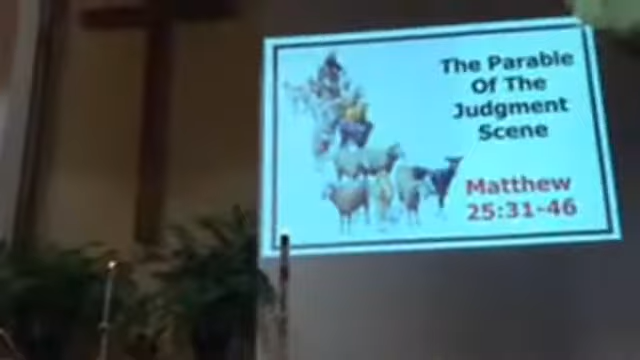 The Parable
Of The
Judgment
Scene
Matthew
25:31-46